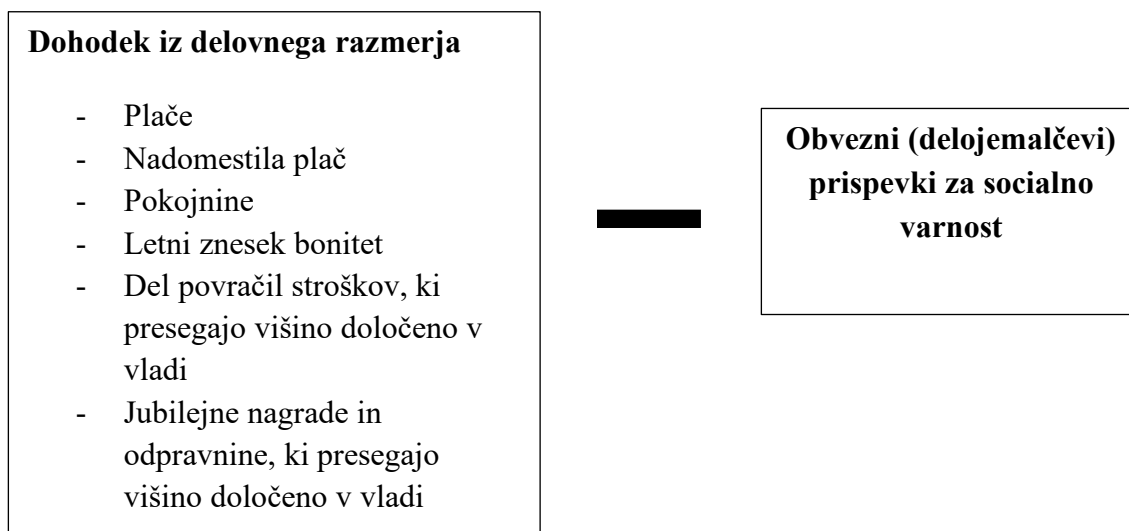 Dohodek iz delovnega razmerja
- Plače
- Nadomestila plač
- Pokojnine
- Letni znesek bonitet
- Del povračil stroškov, ki
presegajo višino določeno v
vladi
- Jubilejne nagrade in
odpravnine, ki presegajo
višino določeno v vladi
Obvezni (delojemalčevi)
prispevki za socialno
varnost